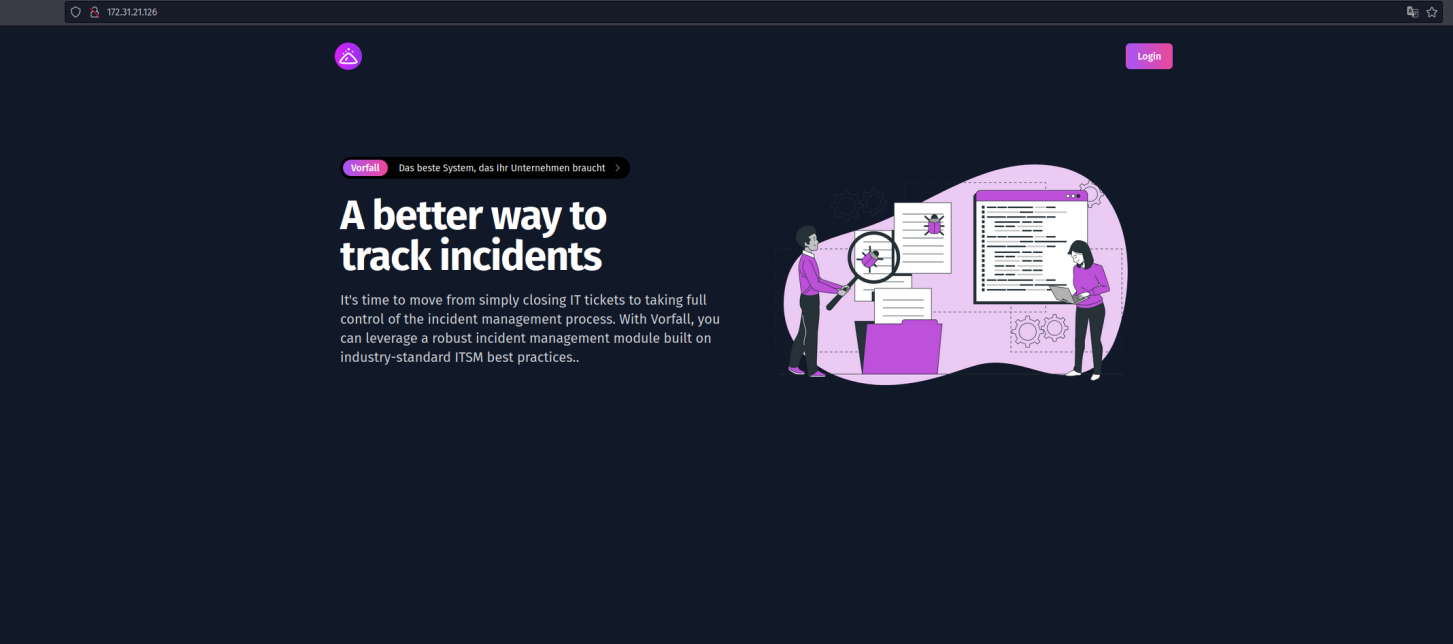 172.31.21.126
Login
Vorfall Das beste System, das Ihr Unternehmen braucht
A better way to
track incidents
It's time to move from simply closing IT tickets to taking full
control of the incident management process. With Vorfall, you
can leverage a robust incident management module built on
industry-standard ITSM best practices..